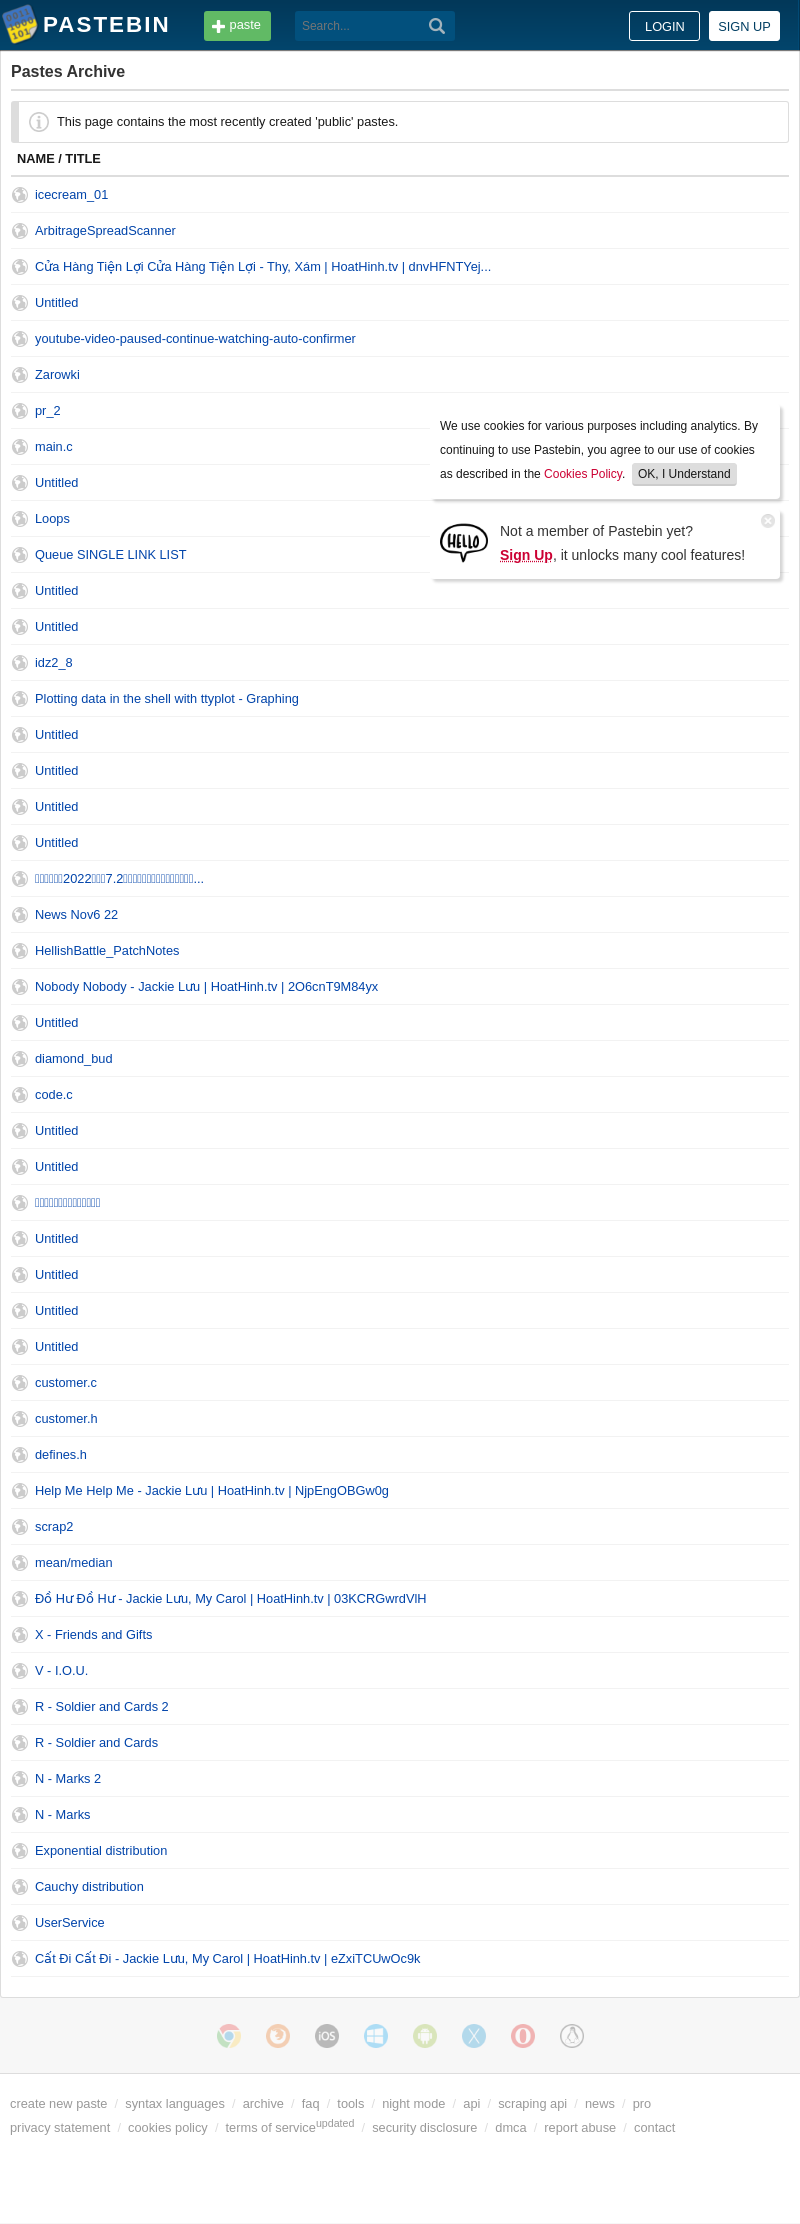 PASTEBIN
paste
Search...
LOGIN
SIGN UP
Pastes Archive
This page contains the most recently created 'public' pastes.
NAME / TITLE
icecream_01
ArbitrageSpreadScanner
Cửa Hàng Tiện Lợi Cửa Hàng Tiện Lợi - Thy, Xám | HoatHinh.tv | dnvHFNTYej...
Untitled
youtube-video-paused-continue-watching-auto-confirmer
Zarowki
pr_2
main.c
Untitled
Loops
Queue SINGLE LINK LIST
We use cookies for various purposes including analytics. By
continuing to use Pastebin, you agree to our use of cookies
as described in the Cookies Policy. OK, I Understand
HELLO
Not a member of Pastebin yet?
Sign Up, it unlocks many cool features!
Untitled
Untitled
idz2_8
Plotting data in the shell with ttyplot - Graphing
Untitled
Untitled
Untitled
Untitled
2022 7.2 ...
News Nov6 22
HellishBattle_PatchNotes
Nobody Nobody - Jackie Lưu | HoatHinh.tv | 2O6cnT9M84yx
Untitled
diamond_bud
code.c
Untitled
Untitled
Untitled
Untitled
Untitled
Untitled
customer.c
customer.h
defines.h
Help Me Help Me - Jackie Lưu | HoatHinh.tv | NjpEngOBGw0g
scrap2
mean/median
Đồ Hư Đồ Hư - Jackie Lưu, My Carol | HoatHinh.tv | 03KCRGwrdVlH
X - Friends and Gifts
V - I.O.U.
R - Soldier and Cards 2
R - Soldier and Cards
N - Marks 2
N - Marks
Exponential distribution
Cauchy distribution
UserService
Cất Đi Cất Đi - Jackie Lưu, My Carol | HoatHinh.tv | eZxiTCUwOc9k
iOS
create new paste / syntax languages / archive / faq / tools / night mode / api / scraping api / news / pro
privacy statement / cookies policy / terms of serviceupdated / security disclosure / dmca / report abuse / contact